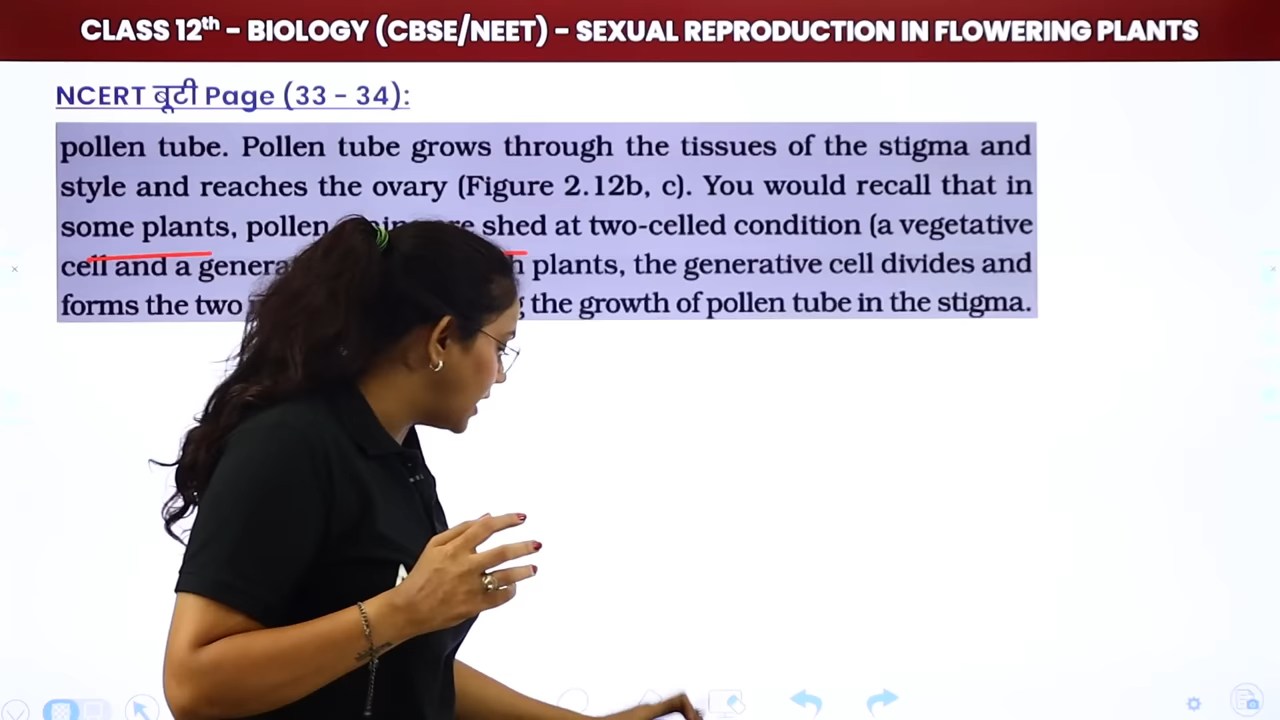 CLASS 12th – BIOLOGY (CBSE/NEET) – SEXUAL REPRODUCTION IN FLOWERING PLANTS
NCERT बूटी Page (33 - 34):
pollen tube. Pollen tube grows through the tissues of the stigma and
style and reaches the ovary (Figure 2.12b, c). You would recall that in
some plants, pollen shed at two-celled condition (a vegetative
cell and a plants, the generative cell divides and
forms the two the growth of pollen tube in the stigma.